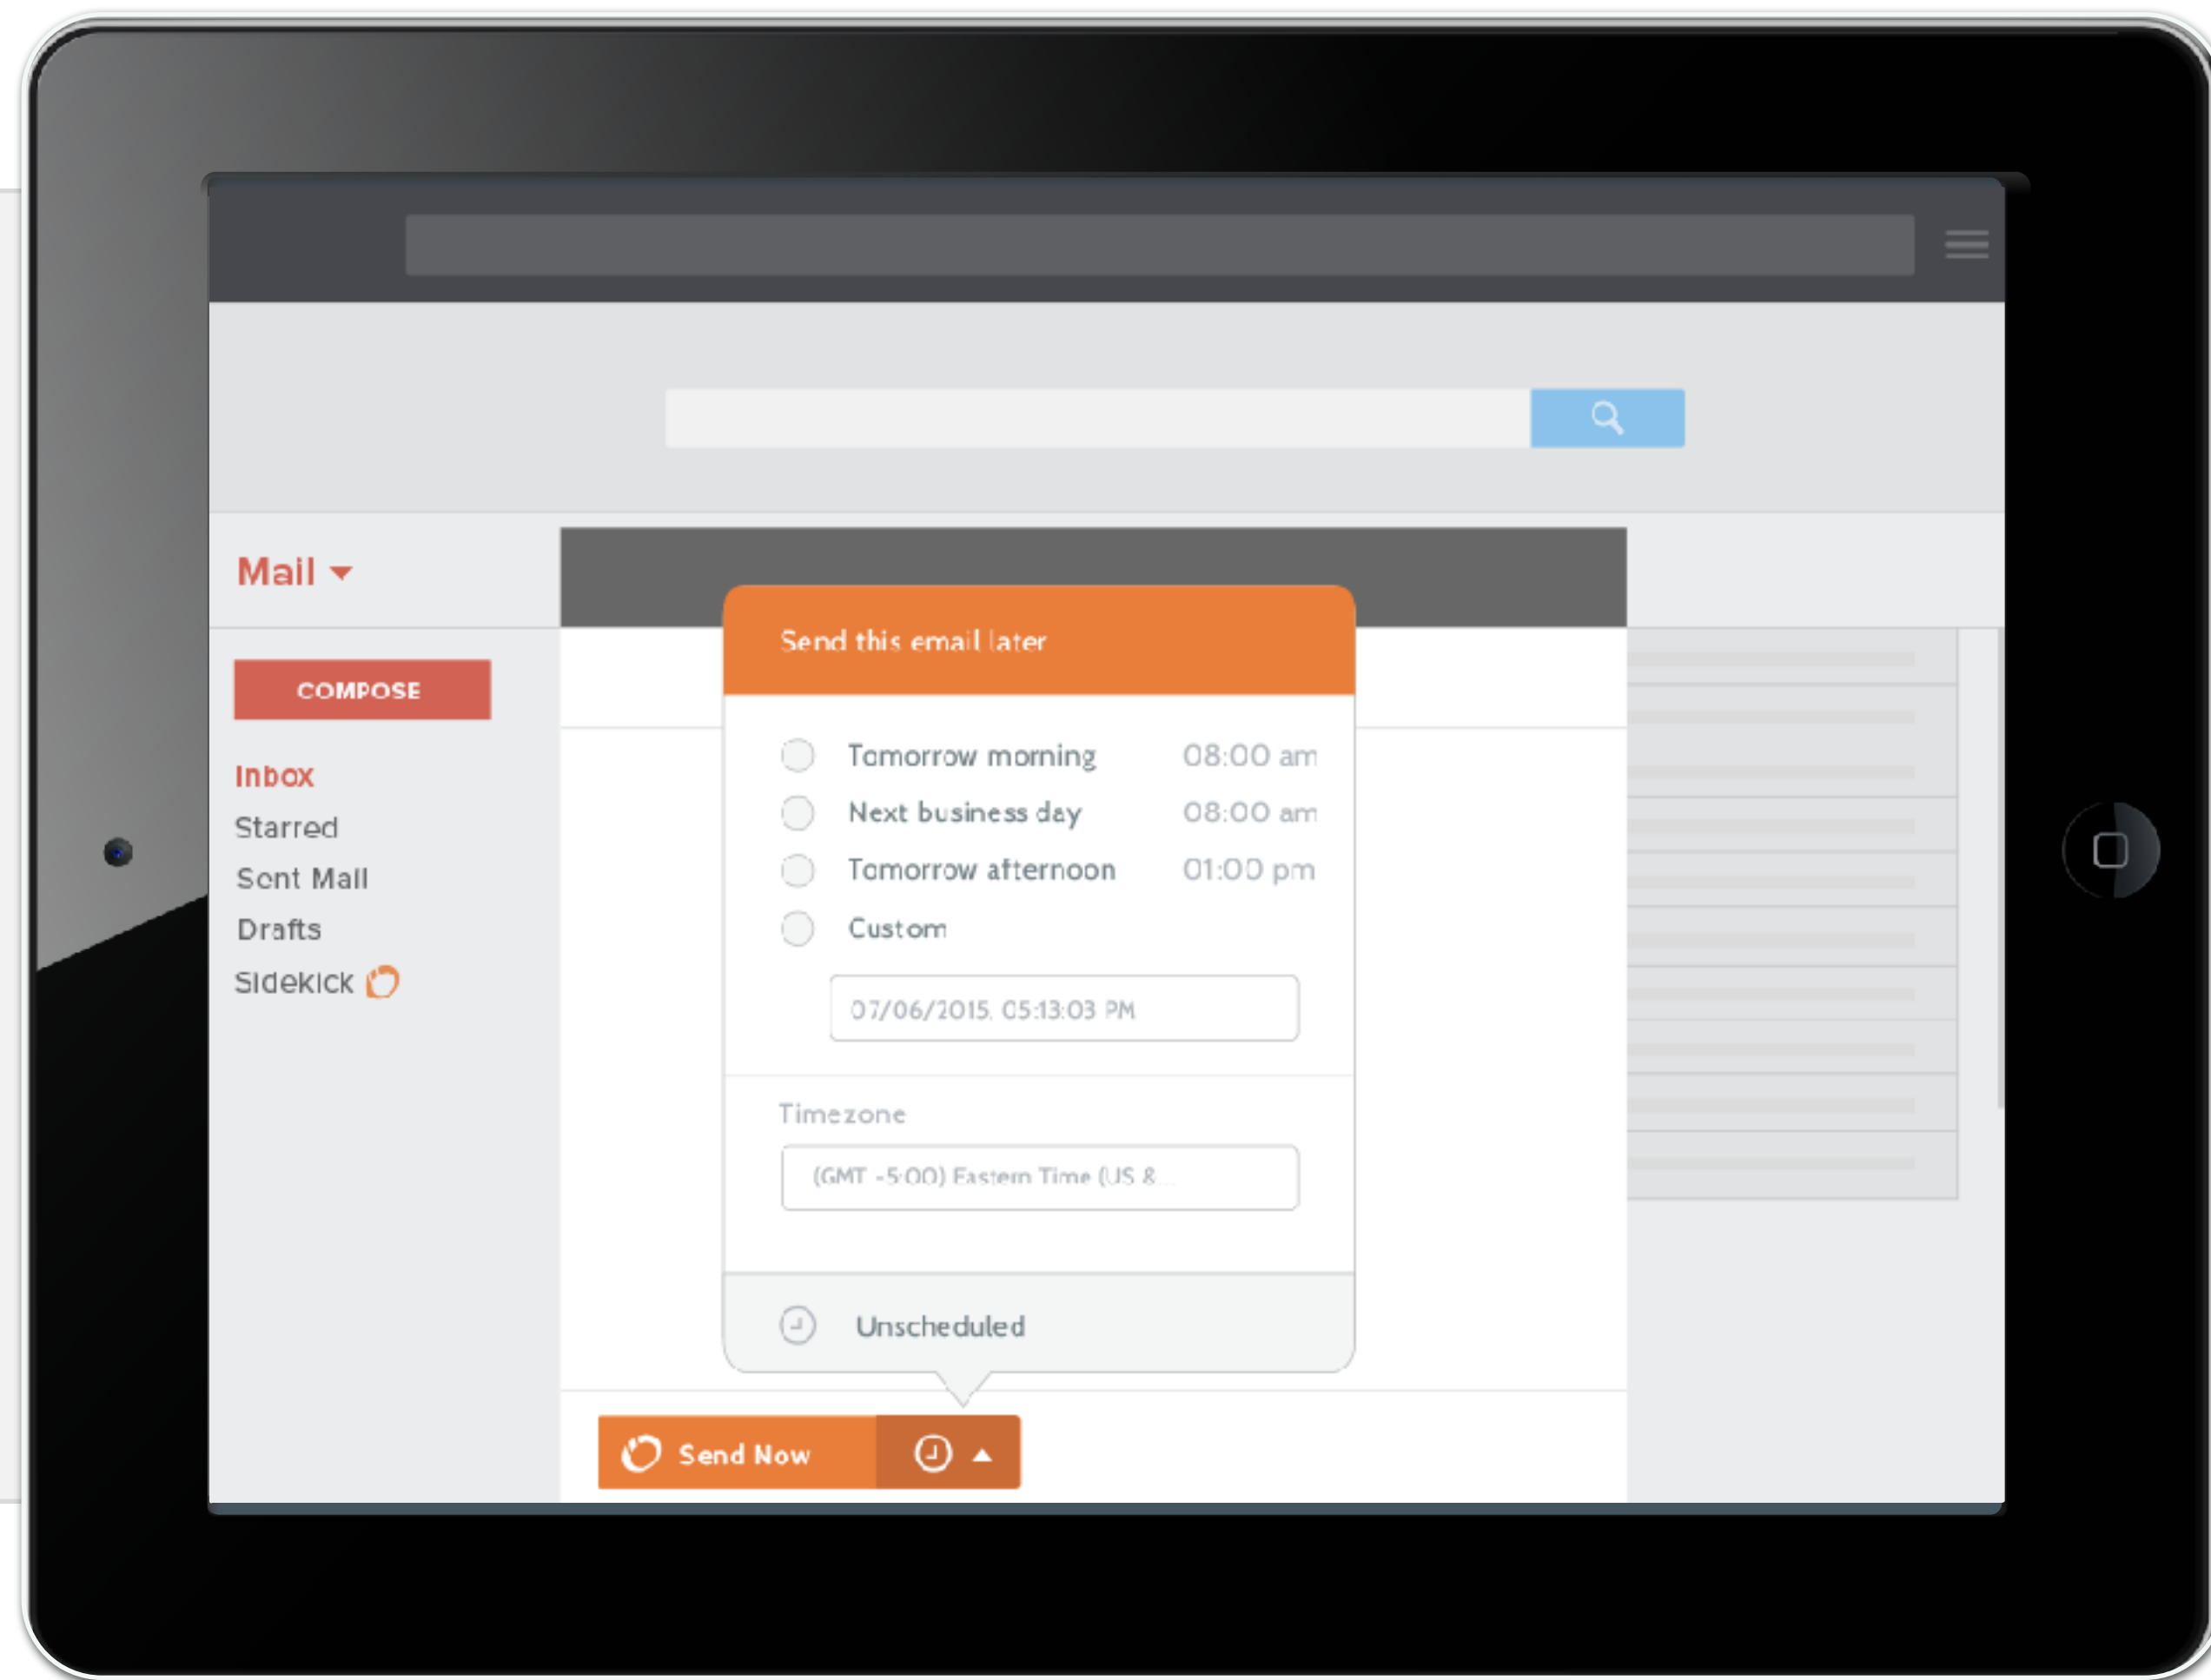 Mail
COMPOSE
Inbox
Starred
Sent Mail
Drafts
Sidekick
Send this email later
Tomorrow morning 08:00 am
Next business day 08:00 am
Tomorrow afternoon 01:00 pm
Custom
07/06/2015, 05:13:03 PM
Timezone
(GMT -5:00) Eastern Time (US &...
Unscheduled
Send Now